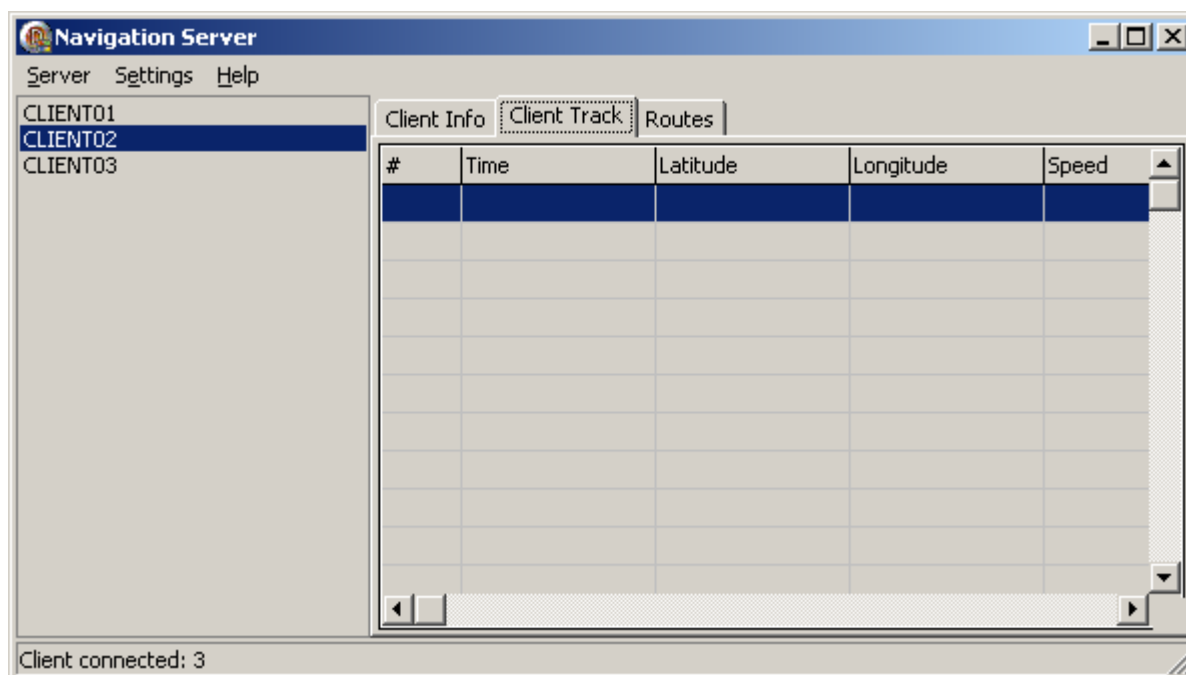 Navigation Server
Server Settings Help
CLIENT01
CLIENT02
CLIENT03
Client Info Client Track Routes
# Time Latitude Longitude Speed
Client connected: 3